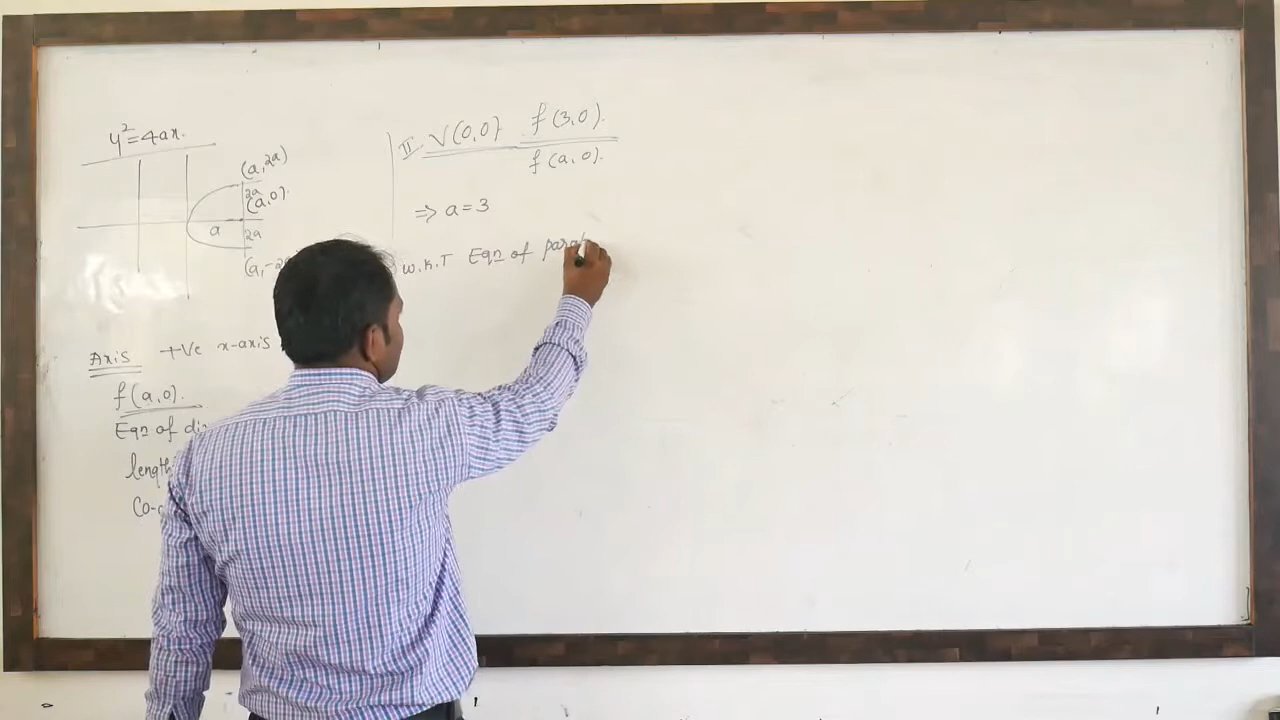 y²=4ax.
(a, 2a)
2a
(a, 0).
a
2a
(a,-2a
Axis +Ve x-axis
f(a,0).
Eqn of di
length
Co-
II. V(0,0) f(3,0).
f(a,0).
⇒ a=3
w.k.T Eqn of parab